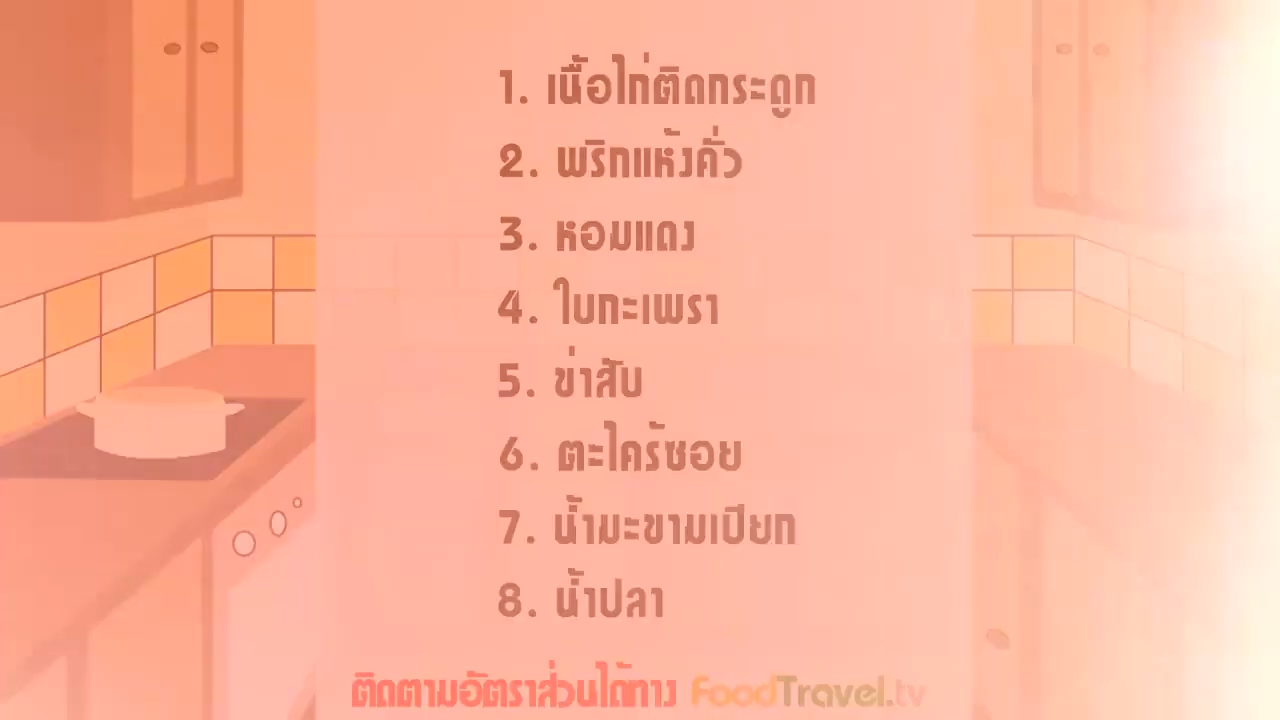 1. เนื้อไก่ติดกระดูก
2. พริกแห้งคั่ว
3. หอมแดง
4. ใบกะเพรา
5. ข่าสับ
6. ตะไคร้ซอย
7. น้ำมะขามเปียก
8. น้ำปลา
ติดตามอัตราส่วนได้ทาง FoodTravel.tv